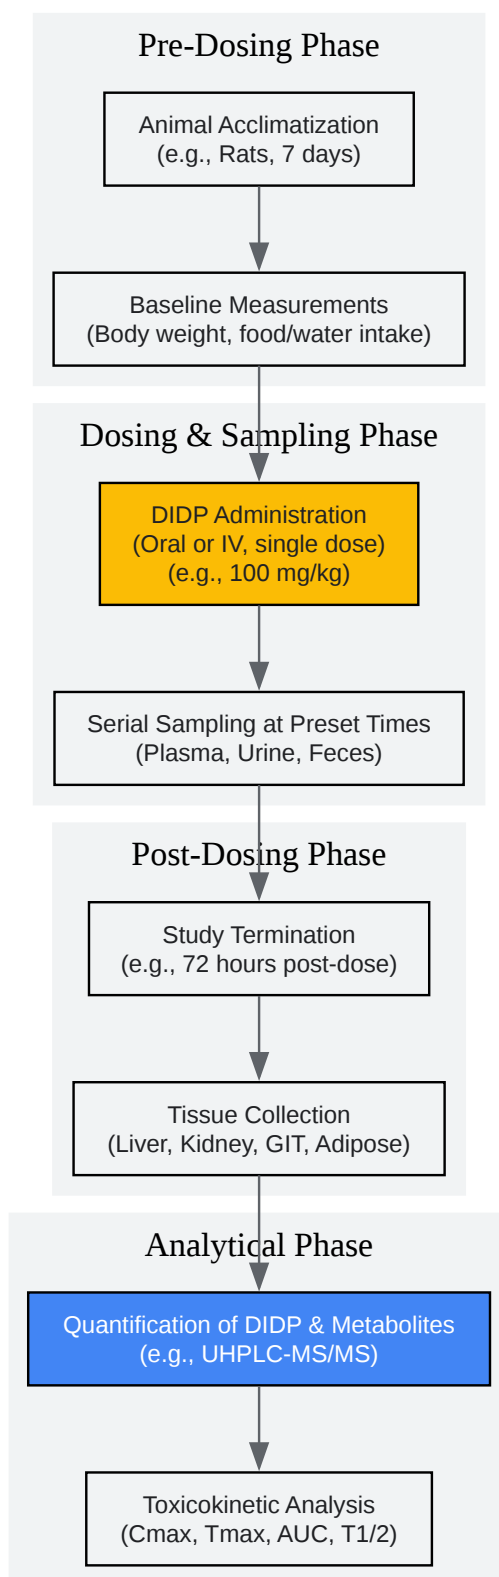 Pre-Dosing Phase
Animal Acclimatization
(e.g., Rats, 7 days)
Baseline Measurements
(Body weight, food/water intake)
Dosing & Sampling Phase
DIDP Administration
(Oral or IV, single dose)
(e.g., 100 mg/kg)
Serial Sampling at Preset Times
(Plasma, Urine, Feces)
Post-Dosing Phase
Study Termination
(e.g., 72 hours post-dose)
Tissue Collection
(Liver, Kidney, GIT, Adipose)
Analytical Phase
Quantification of DIDP & Metabolites
(e.g., UHPLC-MS/MS)
Toxicokinetic Analysis
(Cmax, Tmax, AUC, T1/2)